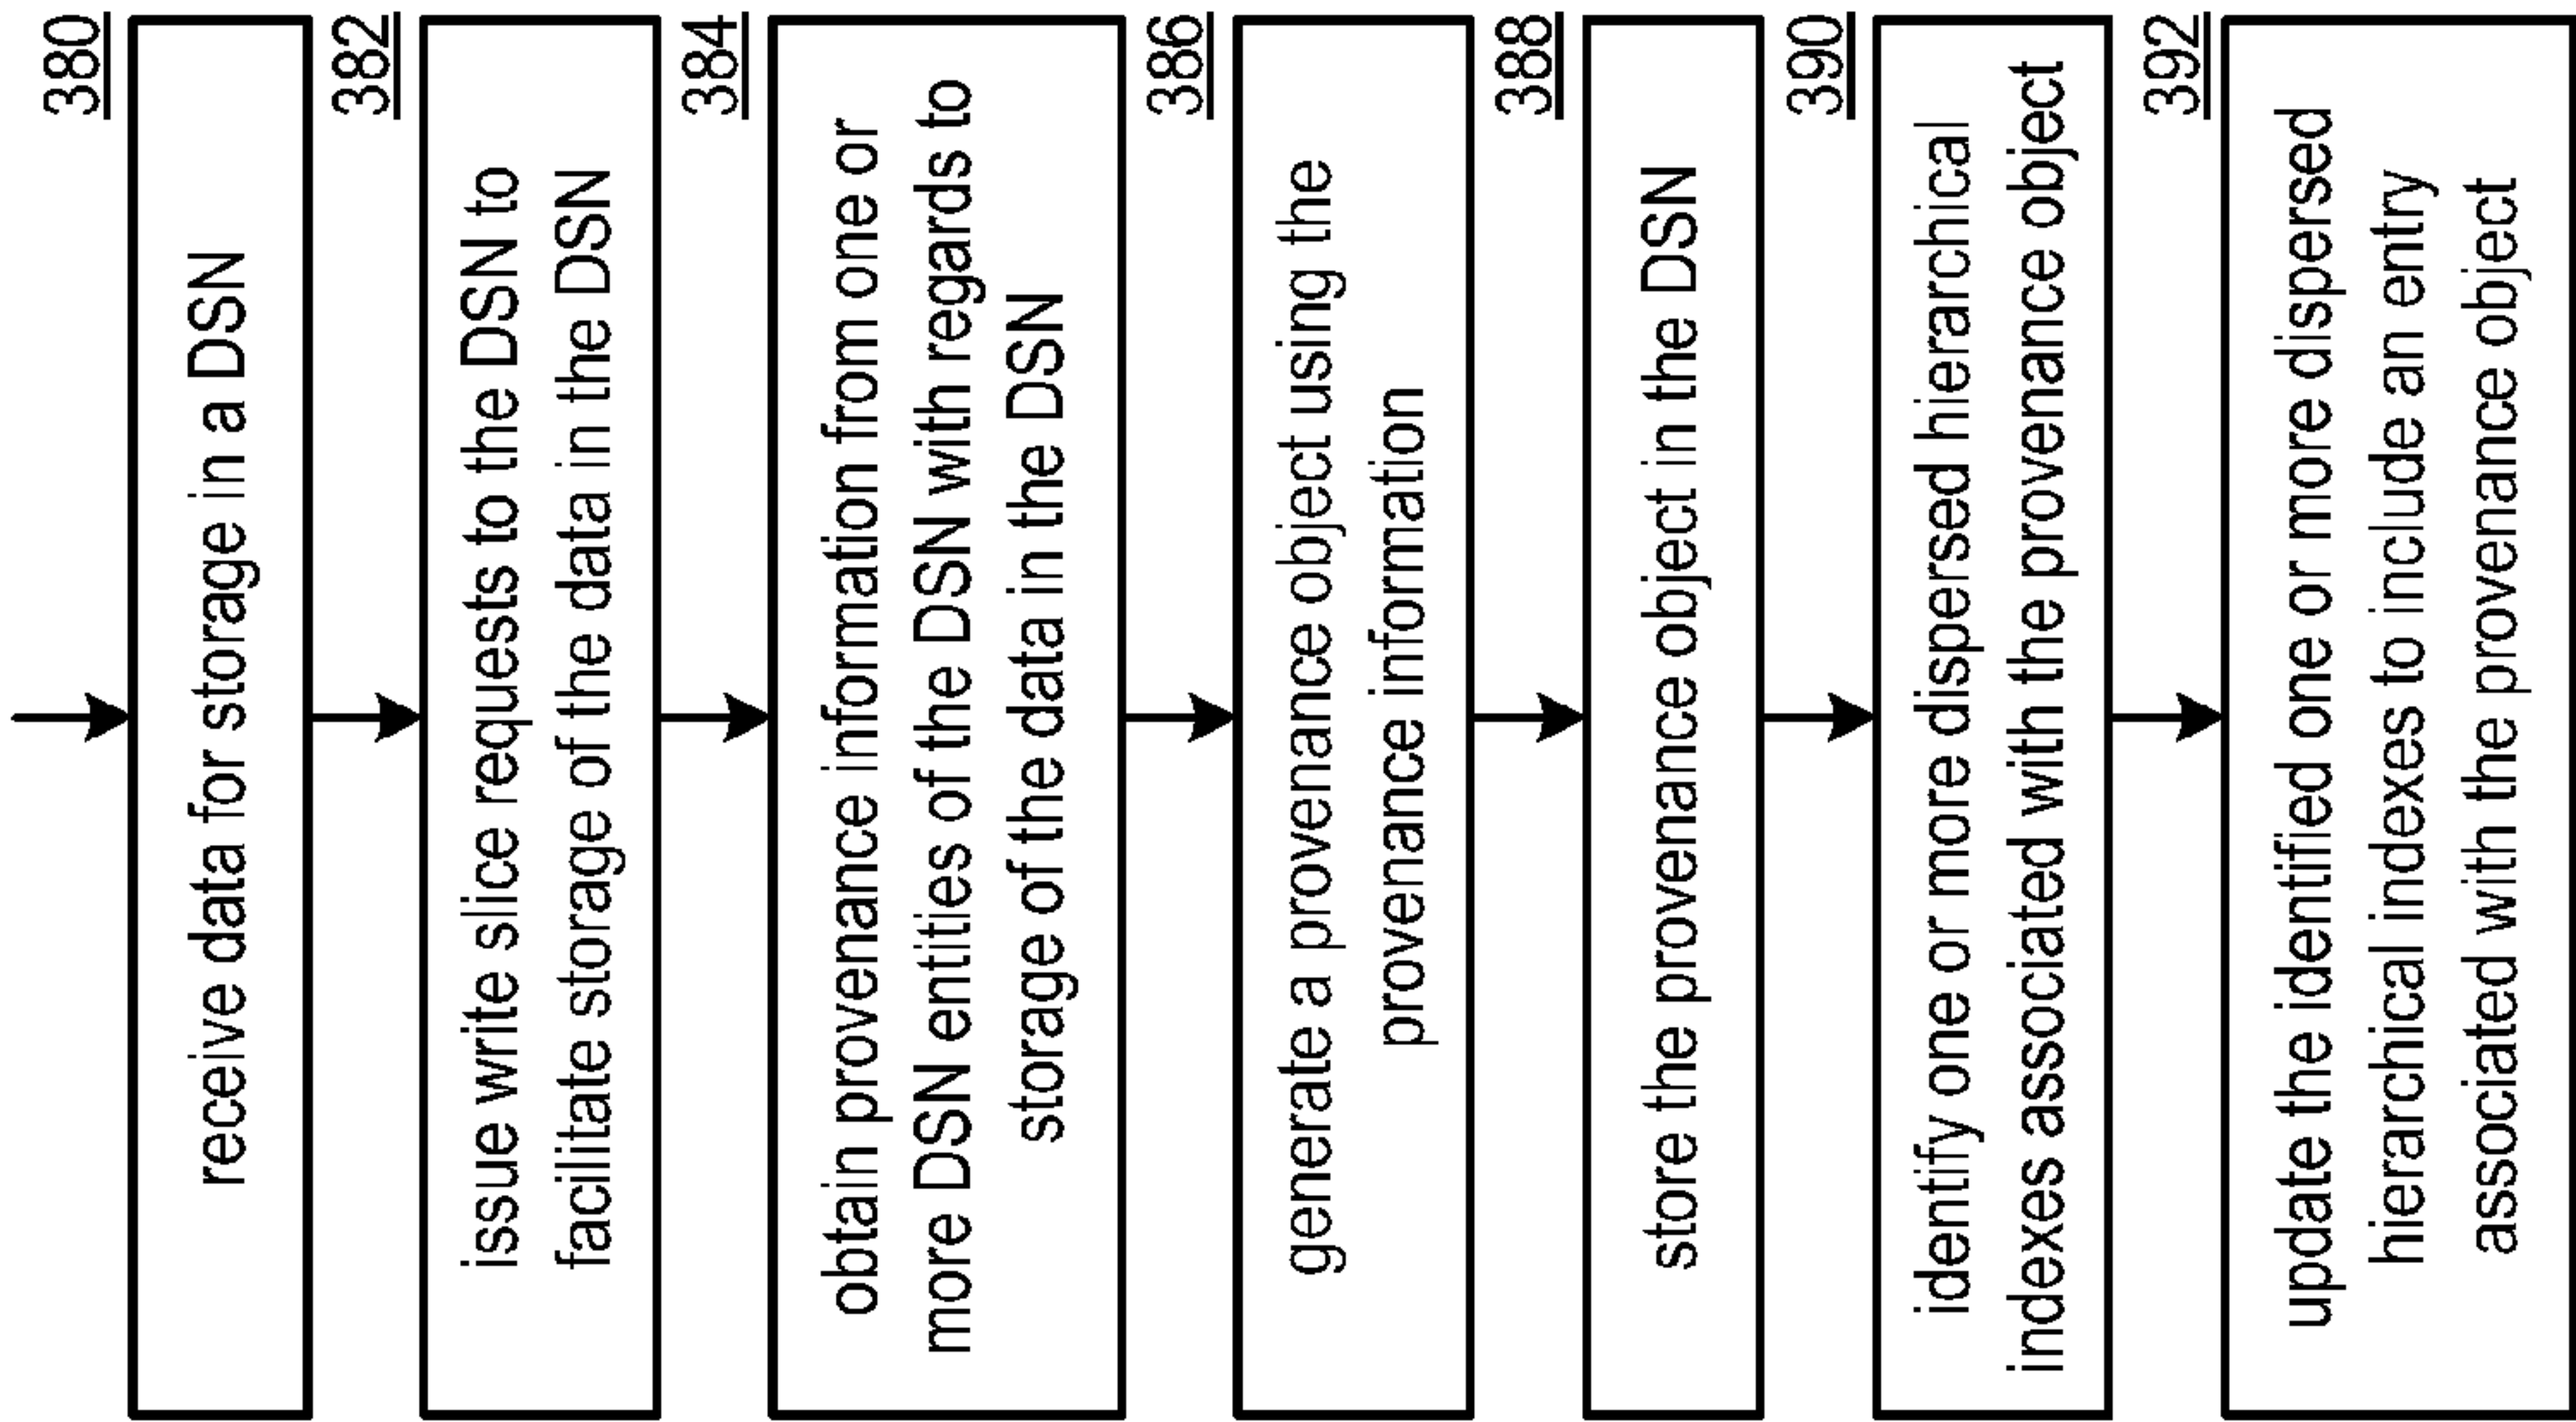 380
receive data for storage in a DSN
382
issue write slice requests to the DSN to
facilitate storage of the data in the DSN
384
obtain provenance information from one or
more DSN entities of the DSN with regards to
storage of the data in the DSN
386
generate a provenance object using the
provenance information
388
store the provenance object in the DSN
390
identify one or more dispersed hierarchical
indexes associated with the provenance object
392
update the identified one or more dispersed
hierarchical indexes to include an entry
associated with the provenance object